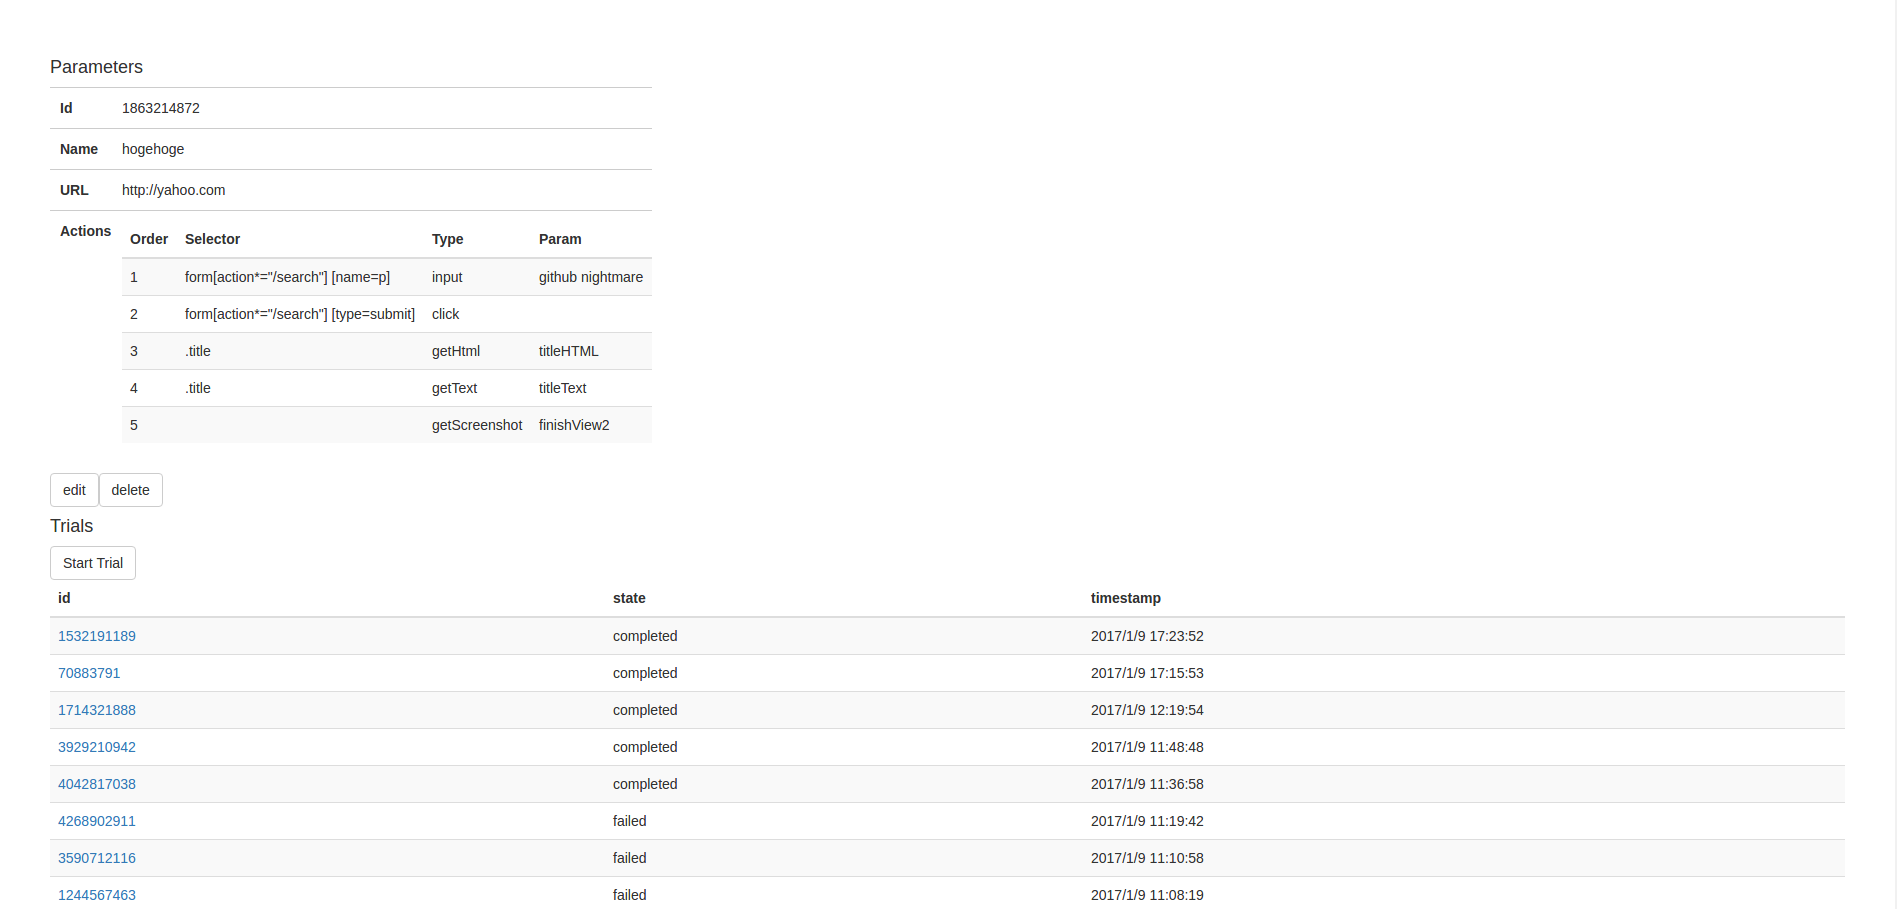 Parameters
Id 1863214872
Name hogehoge
URL http://yahoo.com
Actions
Order Selector Type Param
1 form[action*="/search"] [name=p] input github nightmare
2 form[action*="/search"] [type=submit] click
3 .title getHtml titleHTML
4 .title getText titleText
5 getScreenshot finishView2
edit delete
Trials
Start Trial
id state timestamp
1532191189 completed 2017/1/9 17:23:52
70883791 completed 2017/1/9 17:15:53
1714321888 completed 2017/1/9 12:19:54
3929210942 completed 2017/1/9 11:48:48
4042817038 completed 2017/1/9 11:36:58
4268902911 failed 2017/1/9 11:19:42
3590712116 failed 2017/1/9 11:10:58
1244567463 failed 2017/1/9 11:08:19